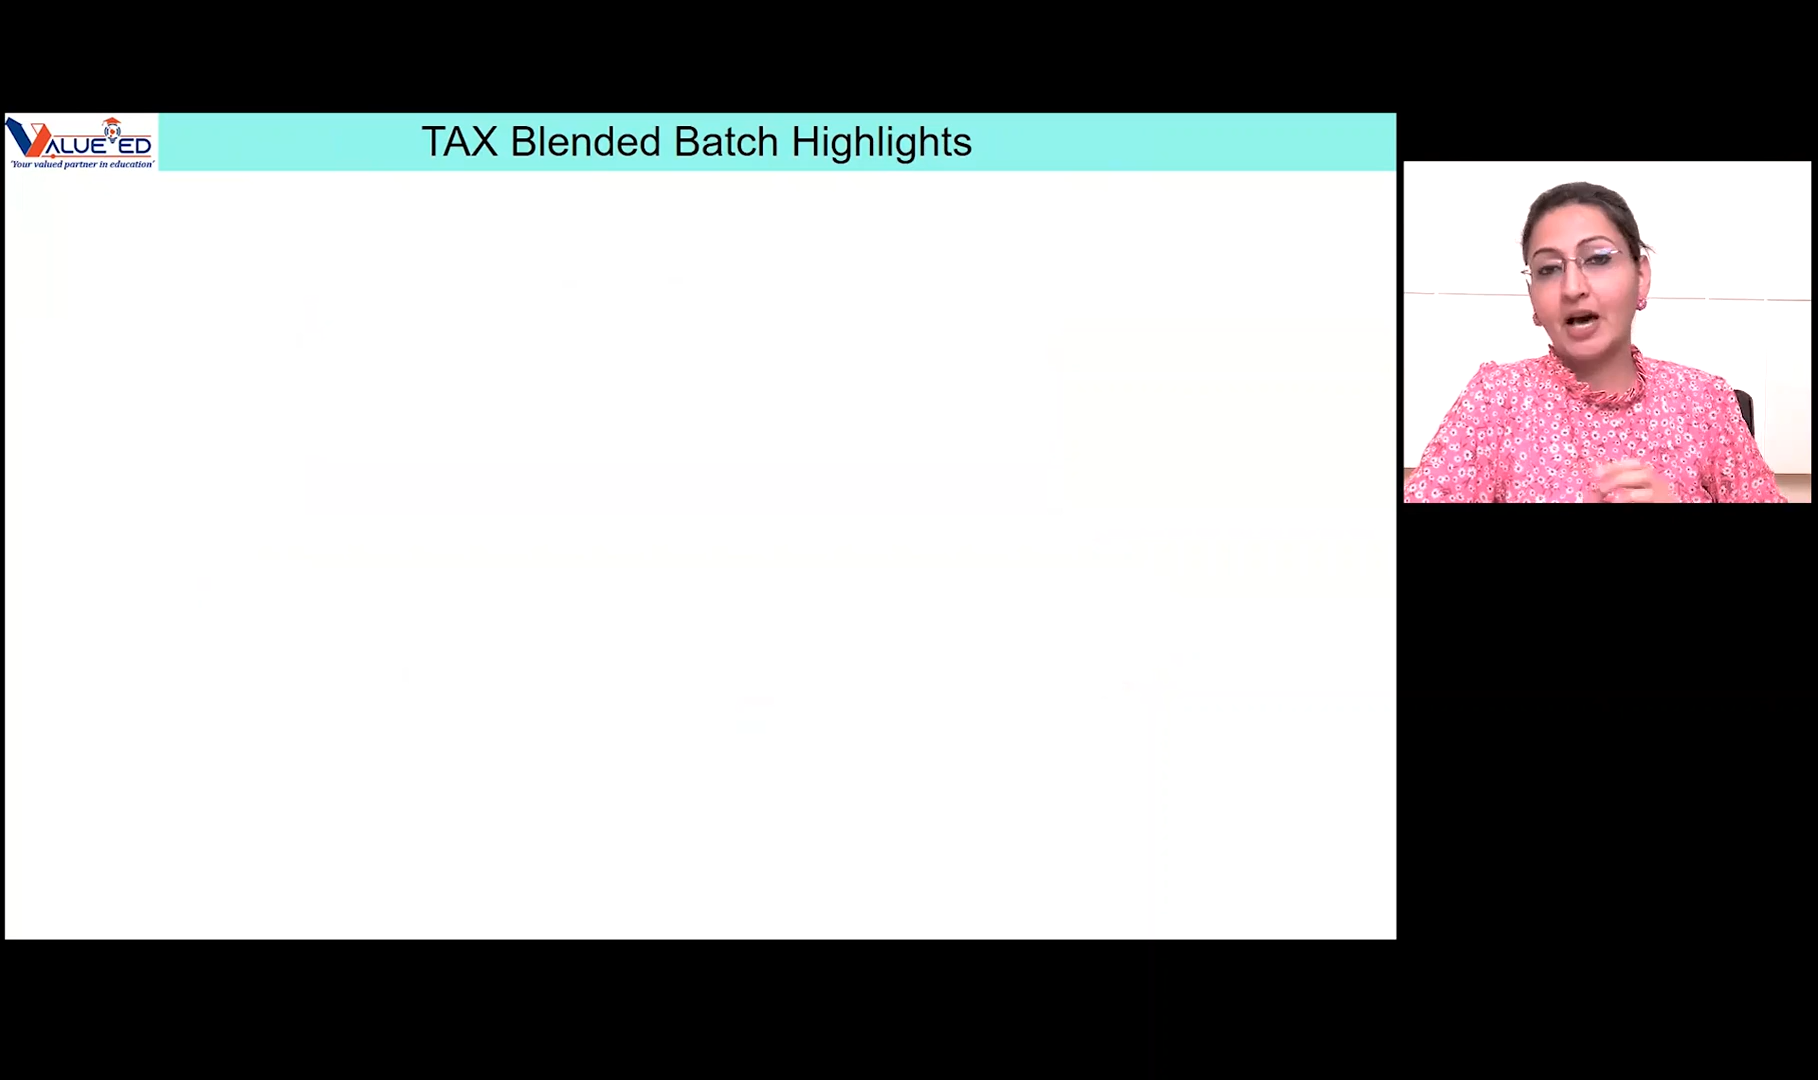 VALUE ED
'Your valued partner in education'
TAX Blended Batch Highlights